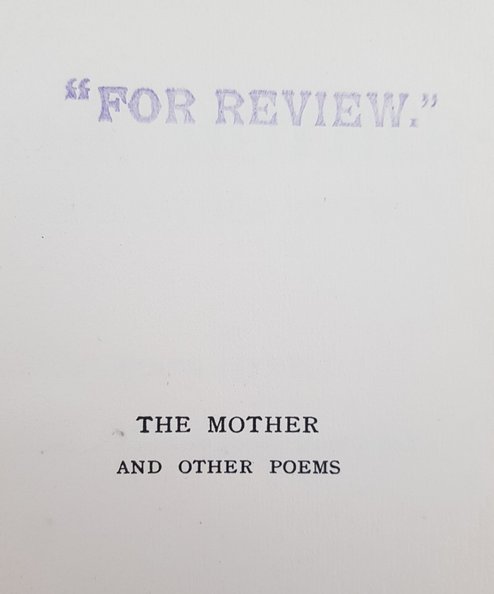 “FOR REVIEW.”
THE MOTHER
AND OTHER POEMS